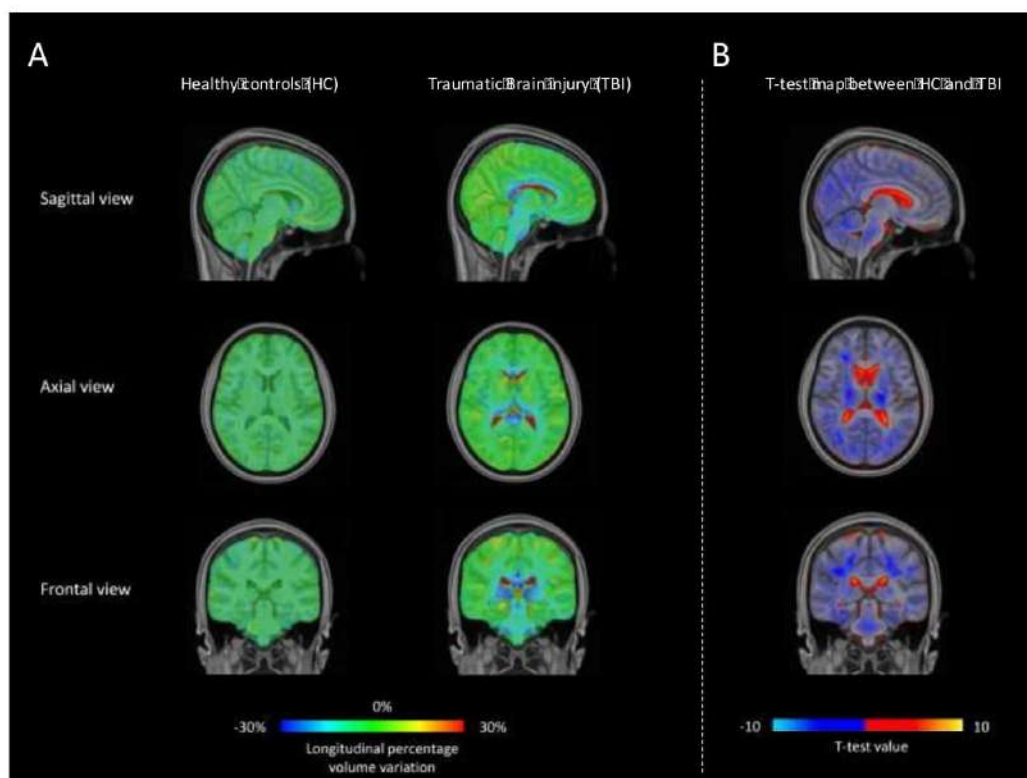 A
B
Healthy controls (HC)
Traumatic Brain injury (TBI)
T-test map between HC and TBI
Sagittal view
Axial view
Frontal view
0%
-30%
30%
Longitudinal percentage
volume variation
-10
10
T-test value